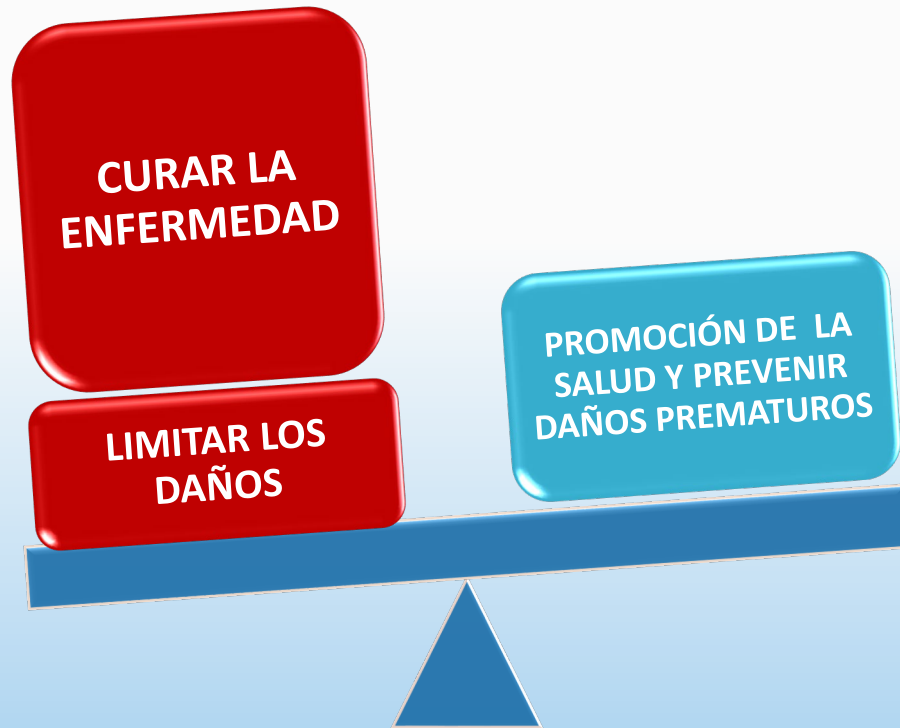 CURAR LA
ENFERMEDAD
LIMITAR LOS
DAÑOS
PROMOCIÓN DE LA
SALUD Y PREVENIR
DAÑOS PREMATUROS